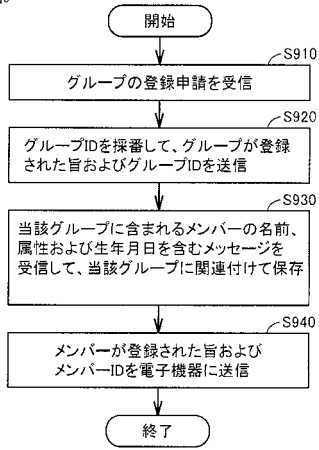 開始
S910
グループの登録申請を受信
S920
グループIDを採番して、グループが登録
された旨およびグループIDを送信
S930
当該グループに含まれるメンバーの名前、
属性および生年月日を含むメッセージを
受信して、当該グループに関連付けて保存
S940
メンバーが登録された旨および
メンバーIDを電子機器に送信
終了